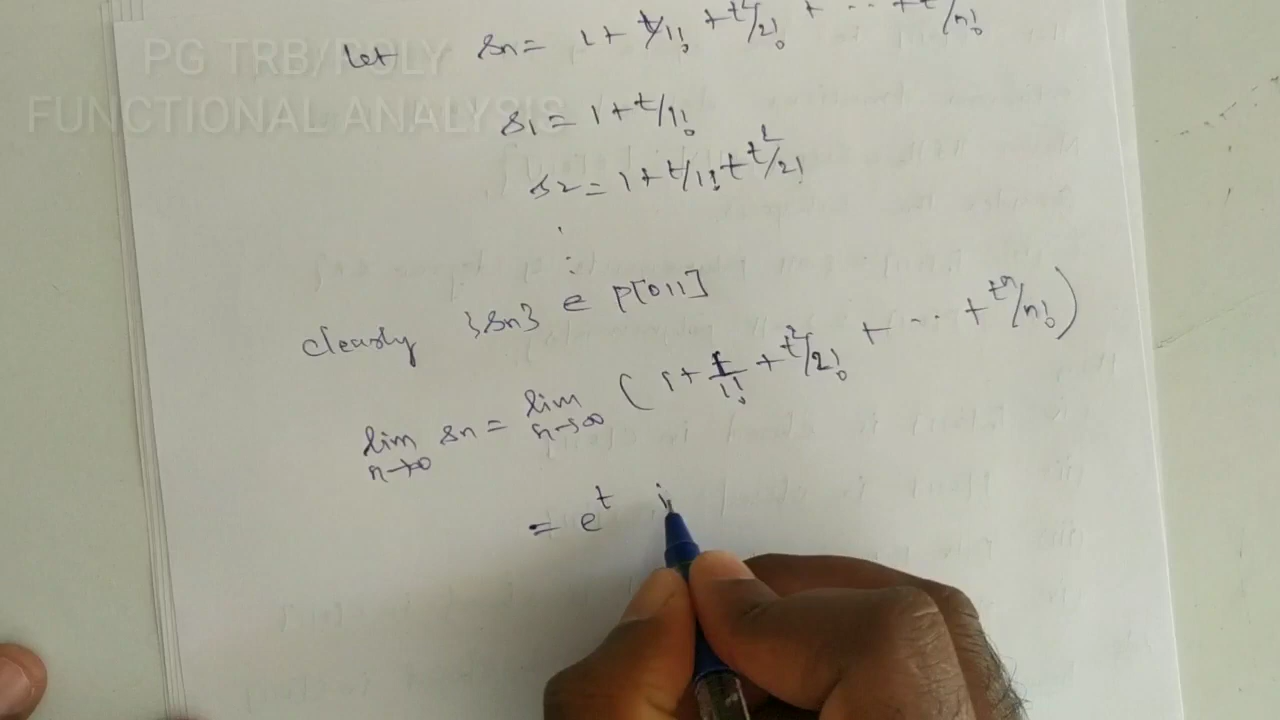 PG TRB/POLY
FUNCTIONAL ANALYSIS
Let Sn = 1 + t/1! + t²/2! + ... + tⁿ/n!
S1 = 1 + t/1!
S2 = 1 + t/1! + t²/2!
:
clearly {Sn} ∈ P[0,1]
lim n→∞ Sn = lim n→∞ ( 1 + t/1! + t²/2! + ... + tⁿ/n! )
= eᵗ i